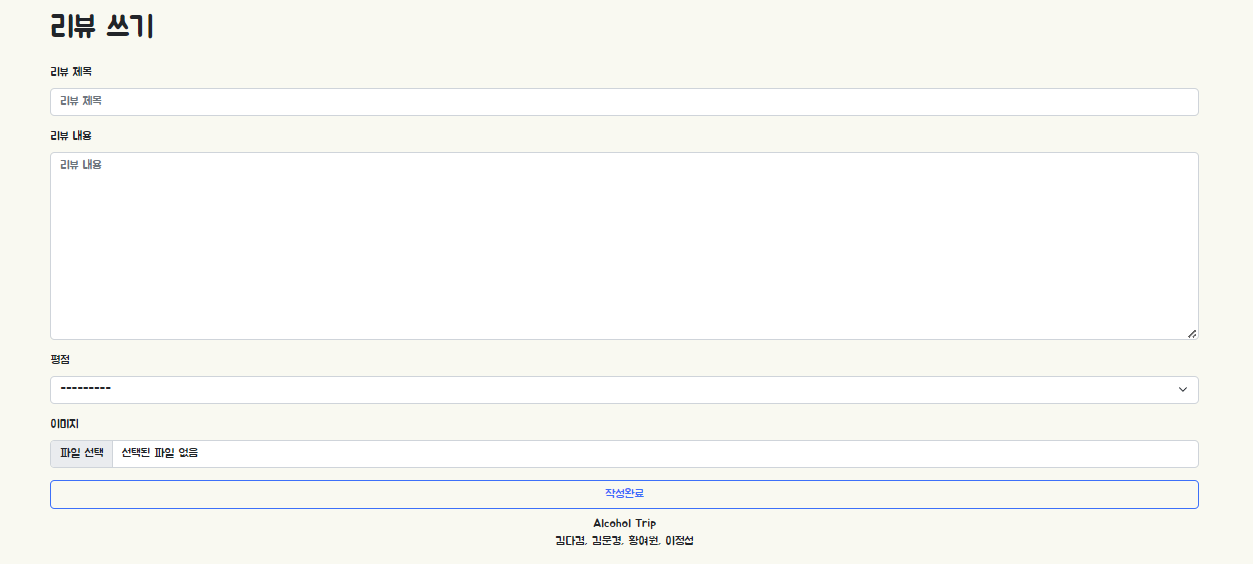 리뷰 쓰기
리뷰 제목
리뷰 제목
리뷰 내용
리뷰 내용
평점
---------
이미지
파일 선택 선택된 파일 없음
작성완료
Alcohol Trip
김다겸, 김문경, 황여원, 이정섭